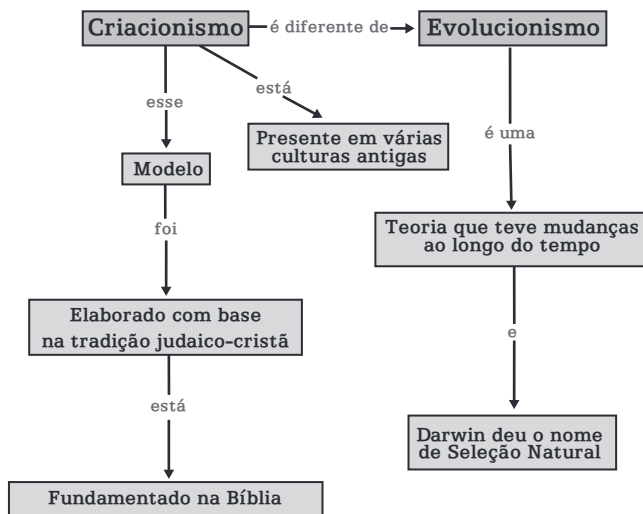 Criacionismo
é diferente de
Evolucionismo
esse
está
é uma
Presente em várias
culturas antigas
Modelo
foi
Teoria que teve mudanças
ao longo do tempo
Elaborado com base
na tradição judaico-cristã
e
está
Darwin deu o nome
de Seleção Natural
Fundamentado na Bíblia